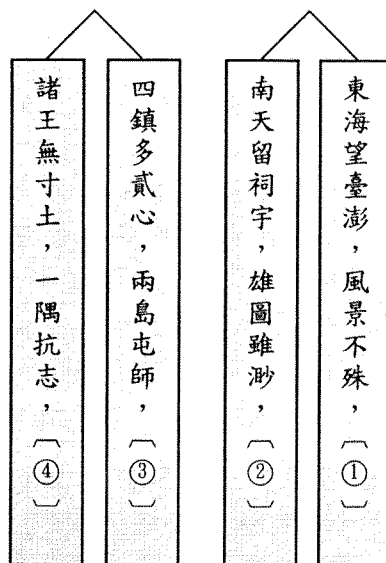 東海望臺澎，風景不殊，〔①〕
南天留祠宇，雄圖雖渺，〔②〕
四鎮多貳心，兩島屯師，〔③〕
諸王無寸土，一隅抗志，〔④〕